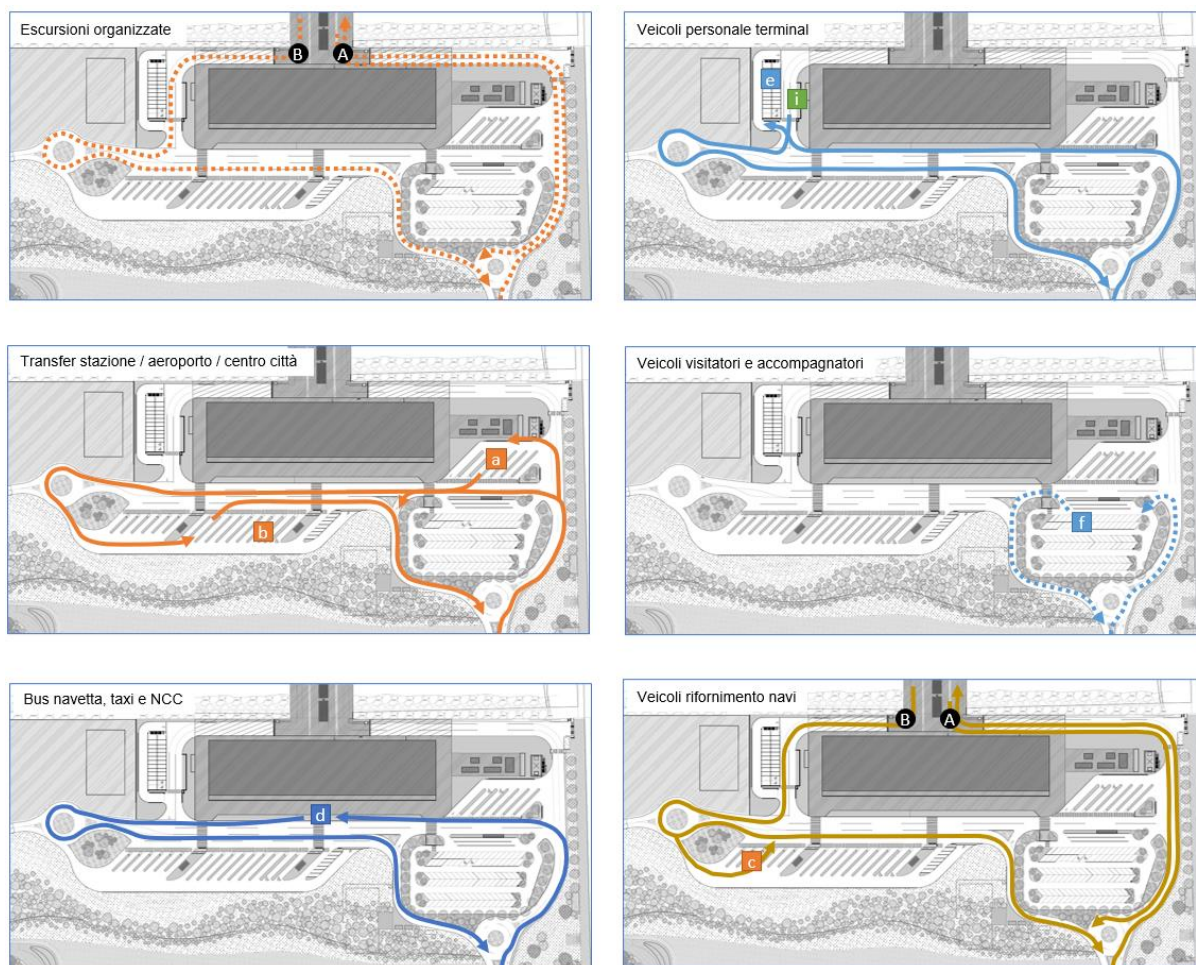 Escursioni organizzate
B
A
Veicoli personale terminal
e
i
Transfer stazione / aeroporto / centro città
a
b
Veicoli visitatori e accompagnatori
f
Bus navetta, taxi e NCC
d
Veicoli rifornimento navi
B
A
c